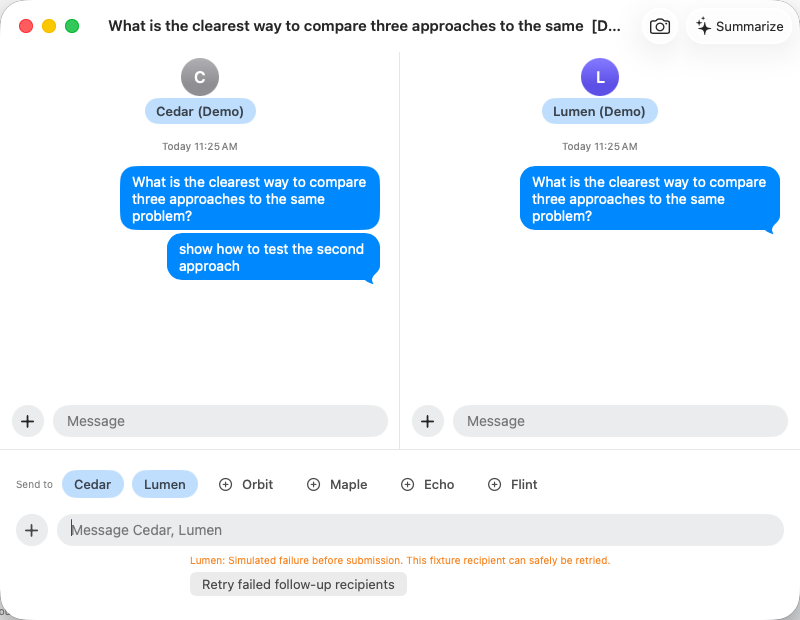 What is the clearest way to compare three approaches to the same [D...
Summarize
C
Cedar (Demo)
Today 11:25 AM
What is the clearest way to compare
three approaches to the same
problem?
show how to test the second
approach
Message
L
Lumen (Demo)
Today 11:25 AM
What is the clearest way to compare
three approaches to the same
problem?
Message
Send to
Cedar
Lumen
Orbit
Maple
Echo
Flint
Message Cedar, Lumen
Lumen: Simulated failure before submission. This fixture recipient can safely be retried.
Retry failed follow-up recipients